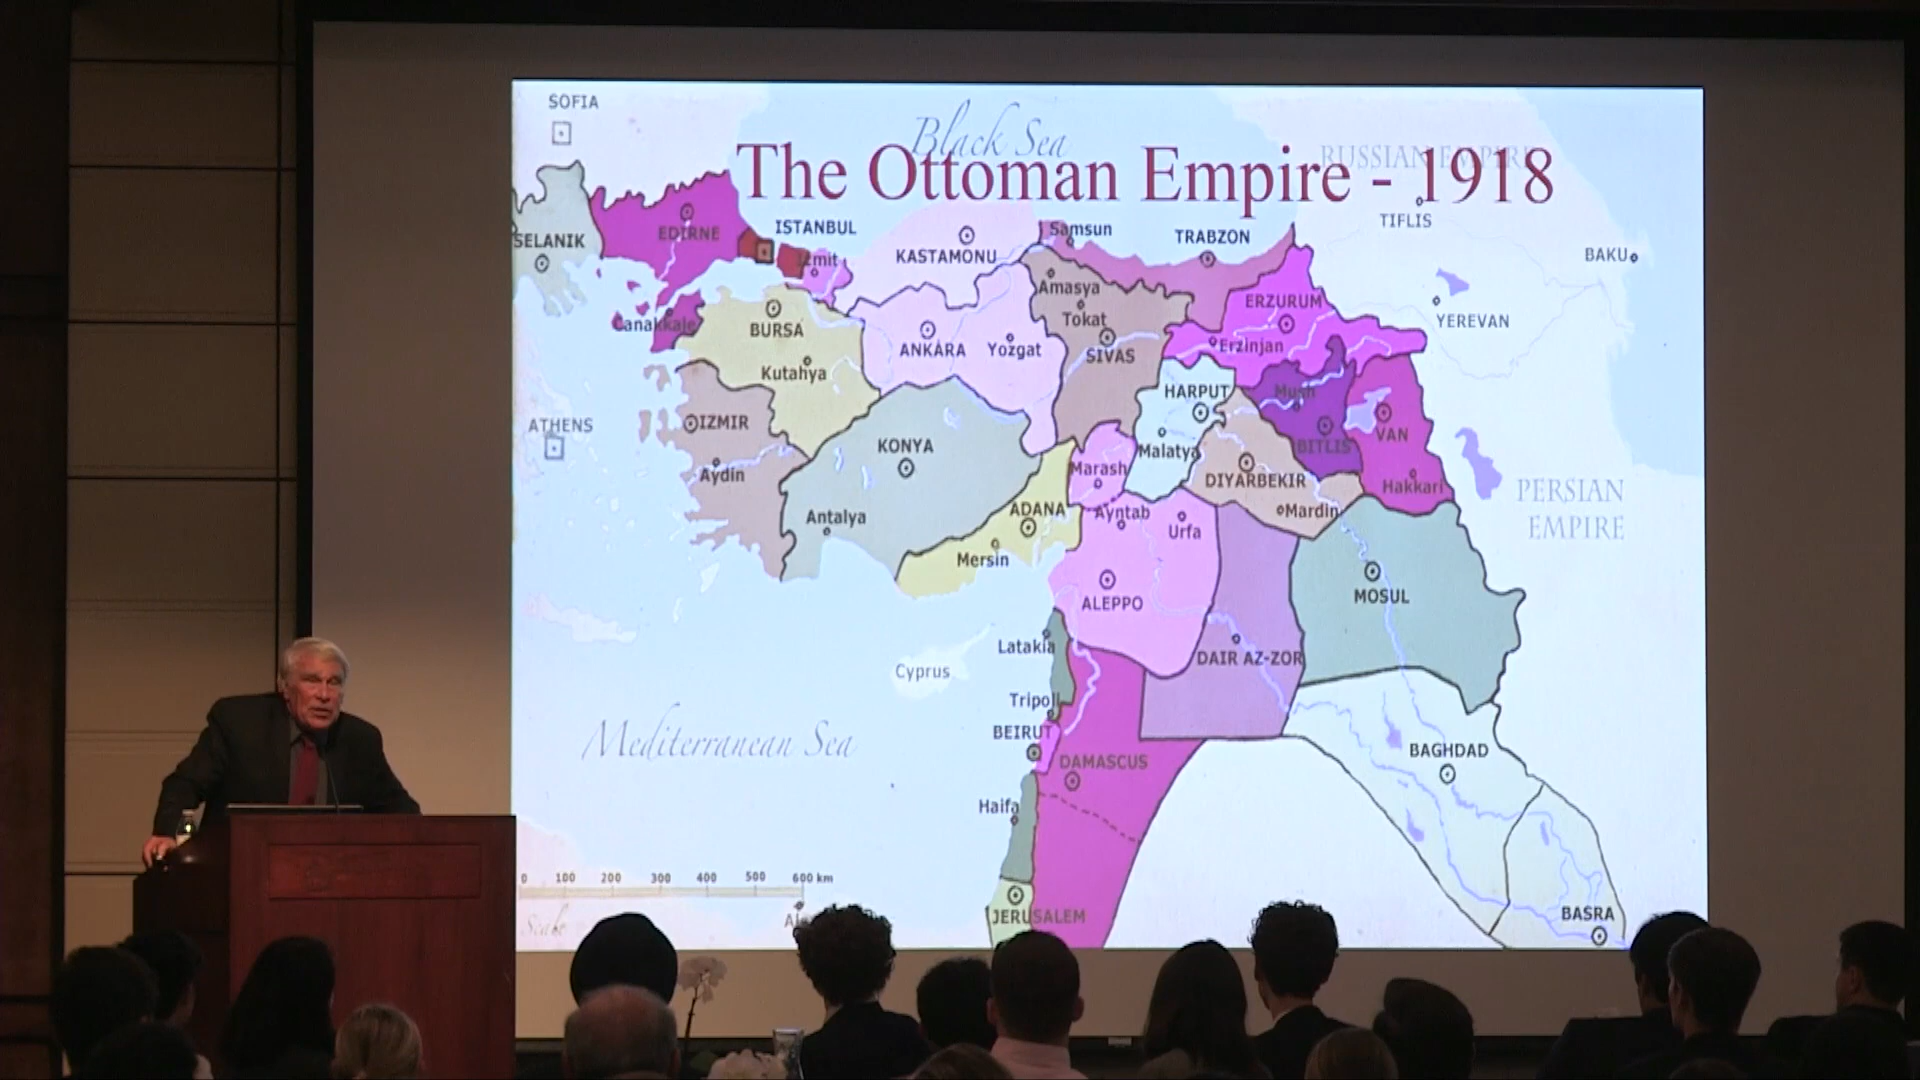 SOFIA
Black Sea
RUSSIAN EMPIRE
The Ottoman Empire - 1918
TIFLIS
SELANIK
EDIRNE
ISTANBUL
Izmit
KASTAMONU
Samsun
TRABZON
BAKU
Amasya
ERZURUM
Canakkale
BURSA
ANKARA
Yozgat
Tokat
SIVAS
Erzinjan
YEREVAN
Kutahya
HARPUT
Mush
ATHENS
IZMIR
KONYA
Malatya
BITLIS
VAN
Aydin
Marash
DIYARBEKIR
Hakkari
PERSIAN
EMPIRE
Antalya
ADANA
Ayntab
Urfa
Mardin
Mersin
ALEPPO
MOSUL
Latakia
DAIR AZ-ZOR
Cyprus
Tripoli
Mediterranean Sea
BEIRUT
DAMASCUS
BAGHDAD
Haifa
0 100 200 300 400 500 600 km
Scale
JERUSALEM
BASRA